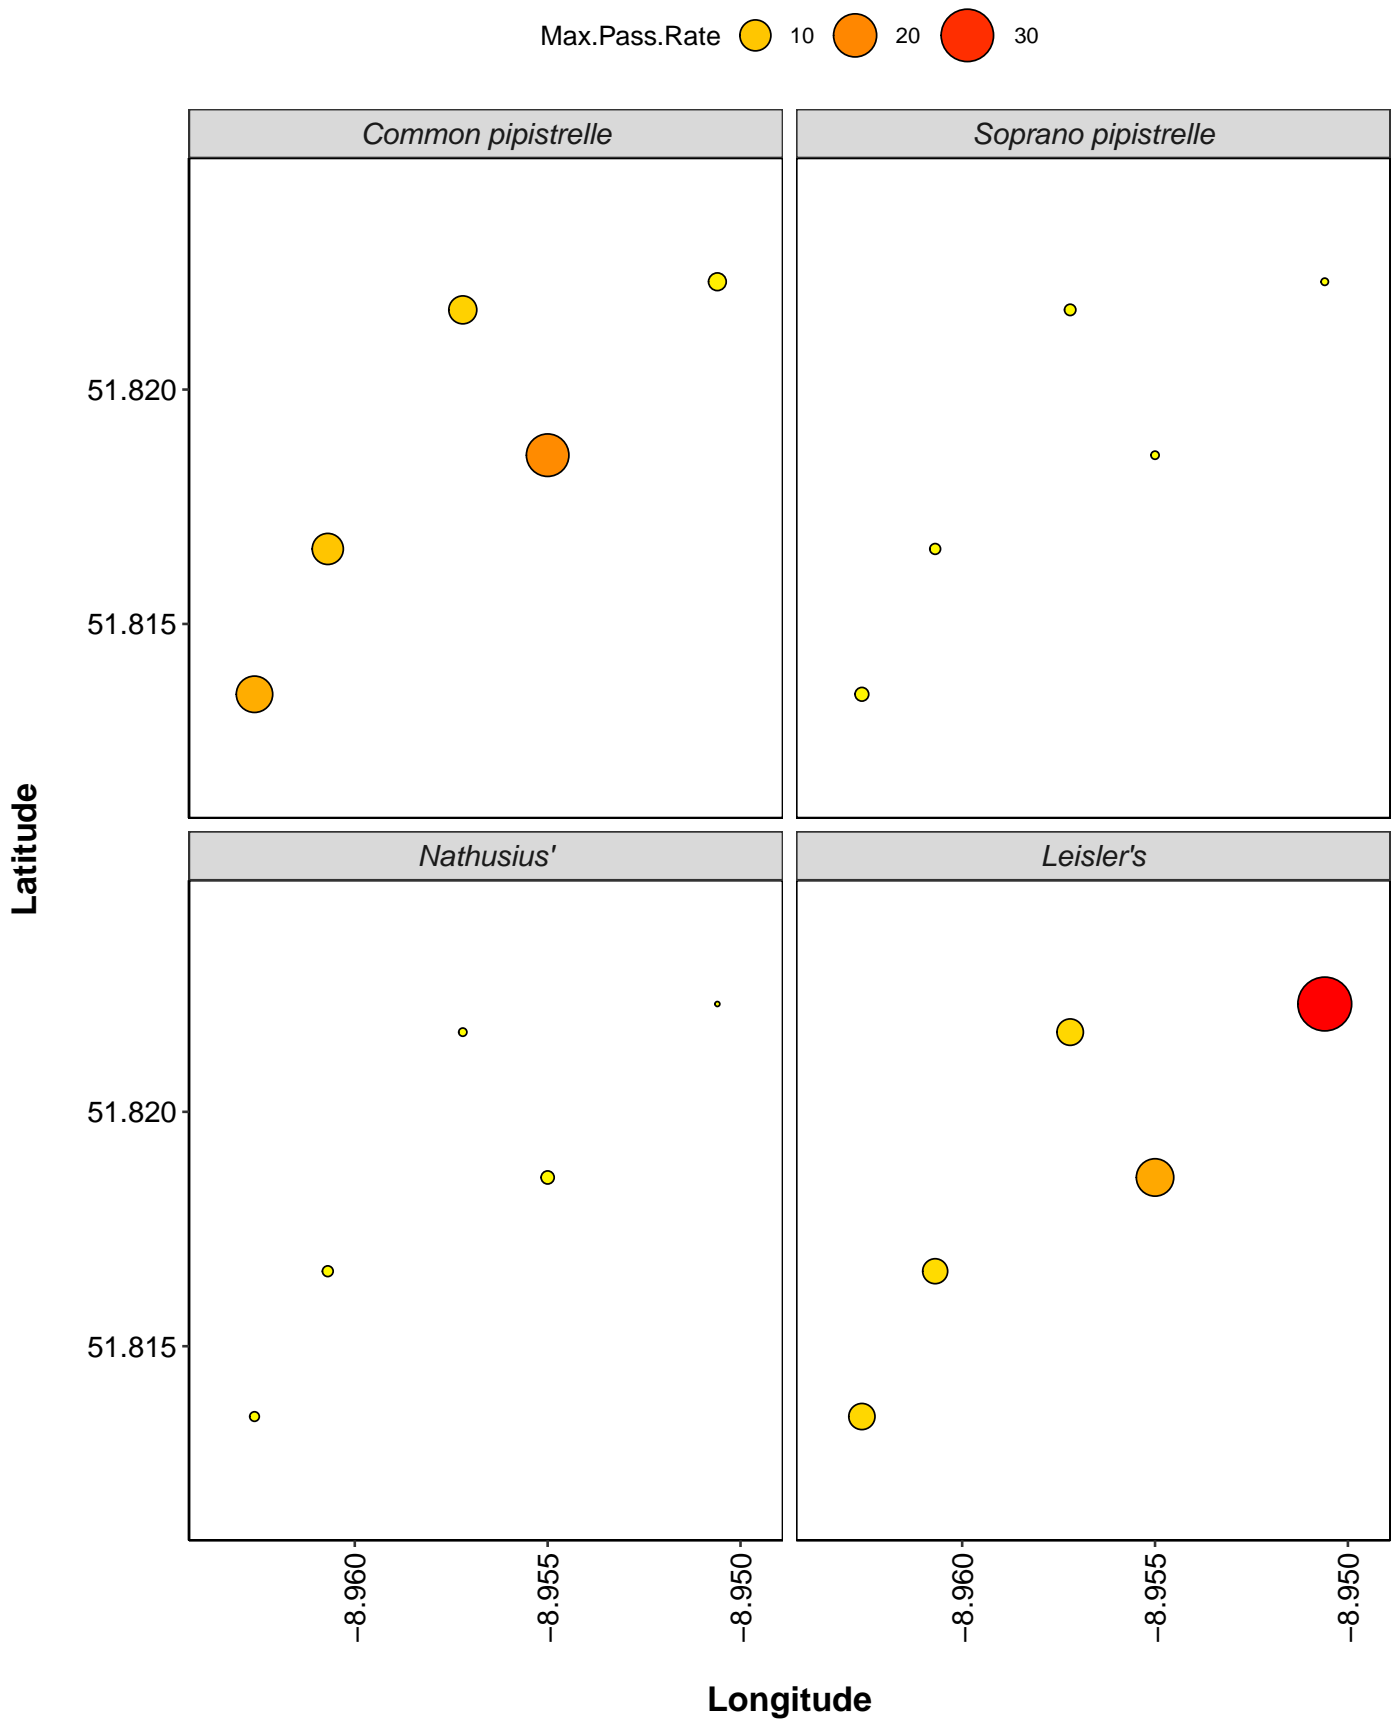 Max.Pass.Rate 10 20 30
Common pipistrelle
Soprano pipistrelle
51.820
51.815
Latitude
Nathusius'
Leisler's
51.820
51.815
−8.960
−8.955
−8.950
−8.960
−8.955
−8.950
Longitude